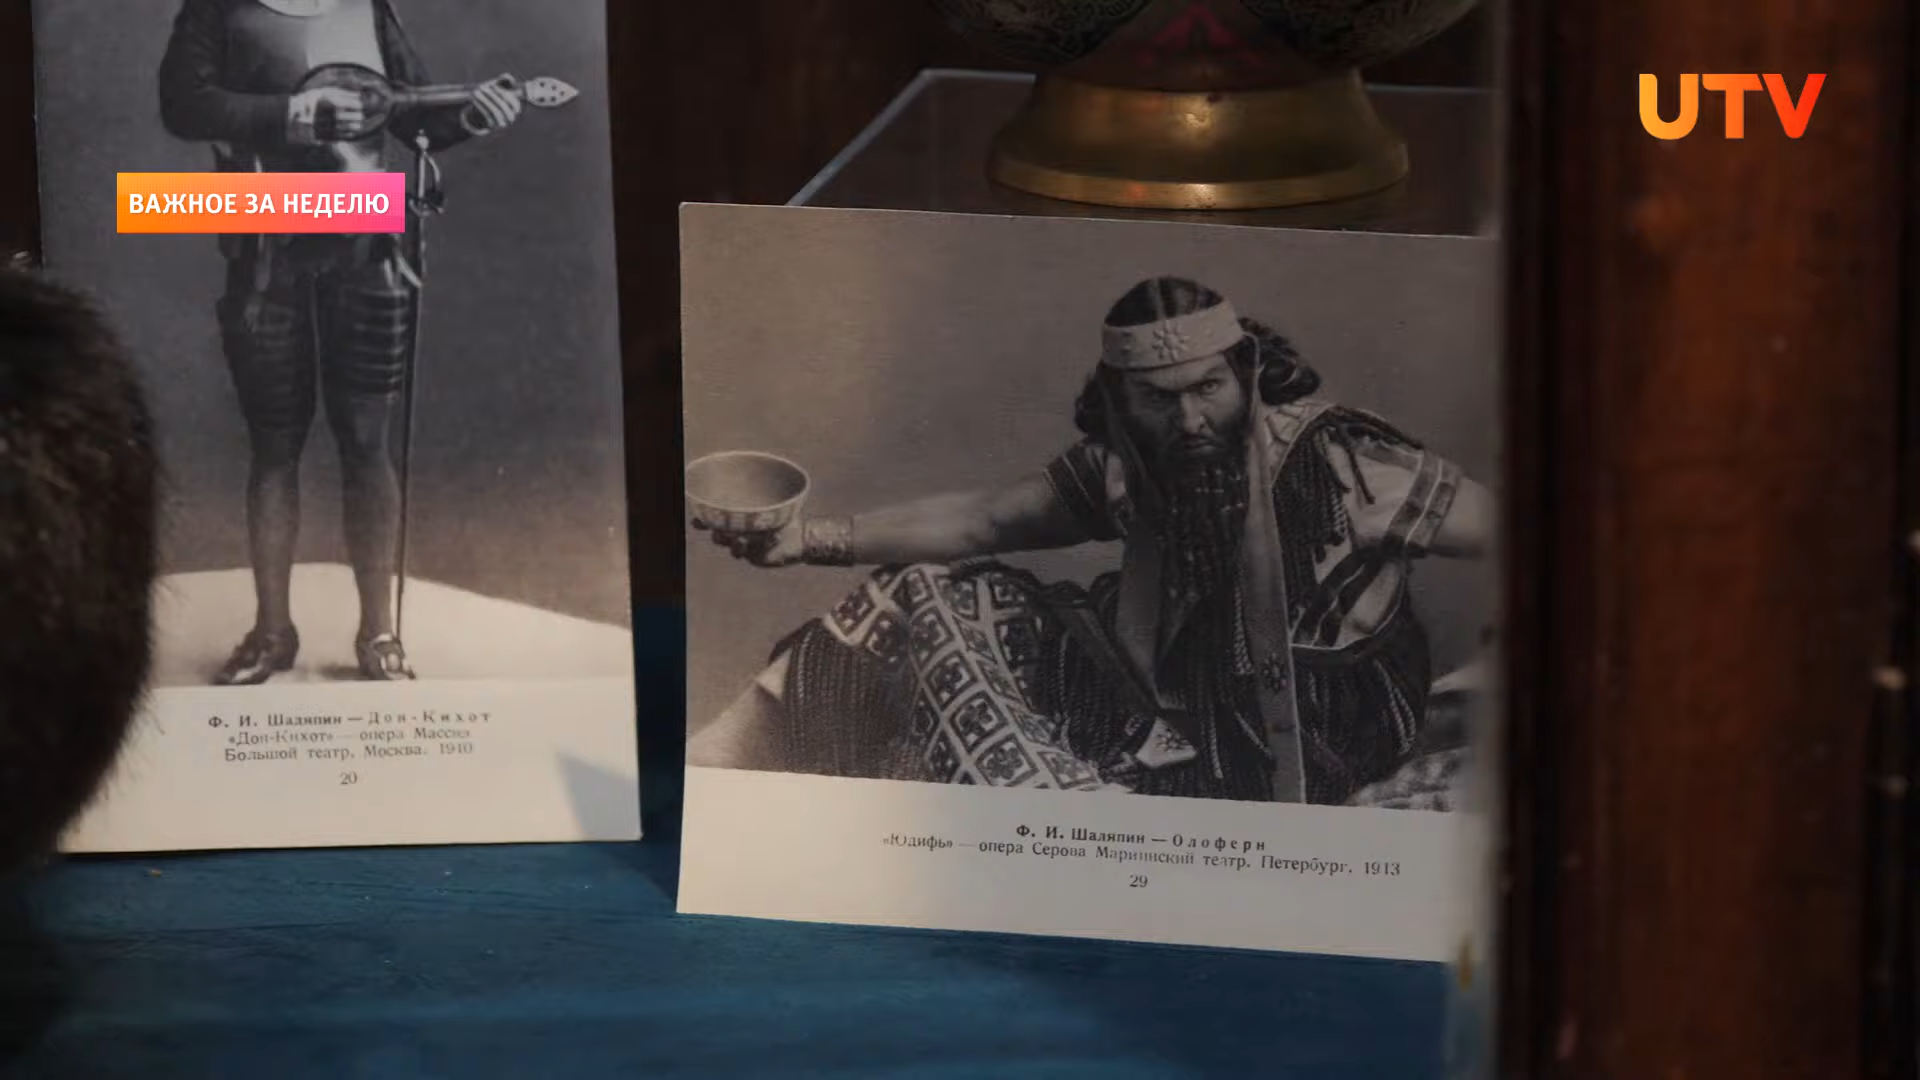 UTV
ВАЖНОЕ ЗА НЕДЕЛЮ
Ф. И. Шаляпин — Дон-Кихот
«Дон-Кихот» — опера Массне
Большой театр, Москва. 1910
20
Ф. И. Шаляпин — Олоферн
«Юдифь» — опера Серова Мариинский театр. Петербург. 1913
29